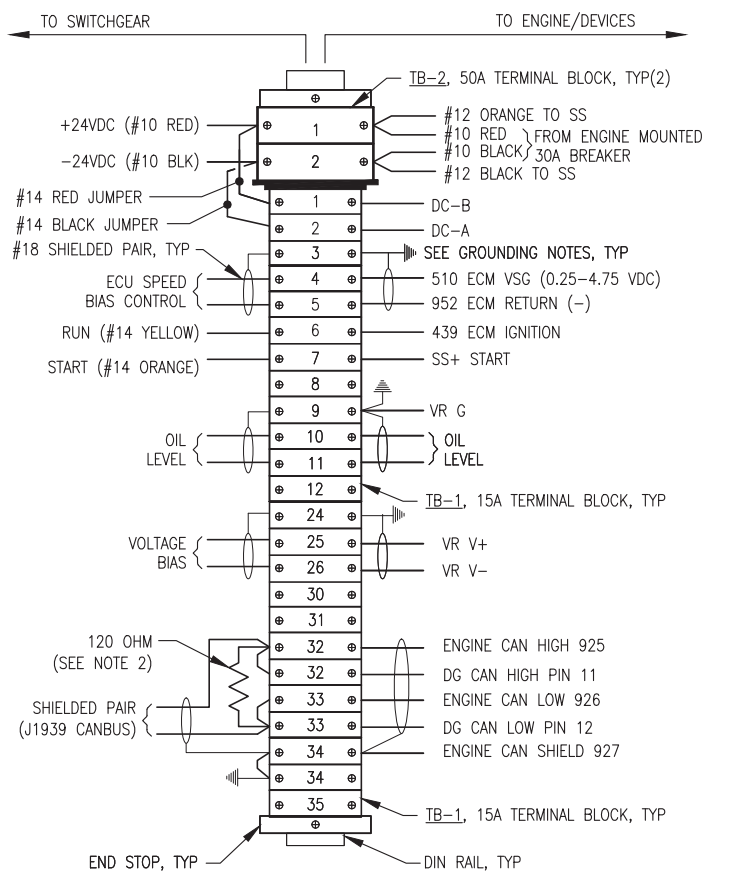 TO SWITCHGEAR
TO ENGINE/DEVICES
TB-2, 50A TERMINAL BLOCK, TYP(2)
+24VDC (#10 RED)
1
#12 ORANGE TO SS
#10 RED
FROM ENGINE MOUNTED
-24VDC (#10 BLK)
2
#10 BLACK
30A BREAKER
#12 BLACK TO SS
#14 RED JUMPER
1
DC-B
#14 BLACK JUMPER
2
DC-A
#18 SHIELDED PAIR, TYP
3
SEE GROUNDING NOTES, TYP
ECU SPEED
BIAS CONTROL
4
510 ECM VSG (0.25-4.75 VDC)
5
952 ECM RETURN (-)
RUN (#14 YELLOW)
6
439 ECM IGNITION
START (#14 ORANGE)
7
SS+ START
8
9
VR G
OIL
LEVEL
10
11
OIL
LEVEL
12
TB-1, 15A TERMINAL BLOCK, TYP
24
VOLTAGE
BIAS
25
VR V+
26
VR V-
30
31
120 OHM
(SEE NOTE 2)
32
ENGINE CAN HIGH 925
32
DG CAN HIGH PIN 11
SHIELDED PAIR
(J1939 CANBUS)
33
ENGINE CAN LOW 926
33
DG CAN LOW PIN 12
34
ENGINE CAN SHIELD 927
34
35
TB-1, 15A TERMINAL BLOCK, TYP
END STOP, TYP
DIN RAIL, TYP